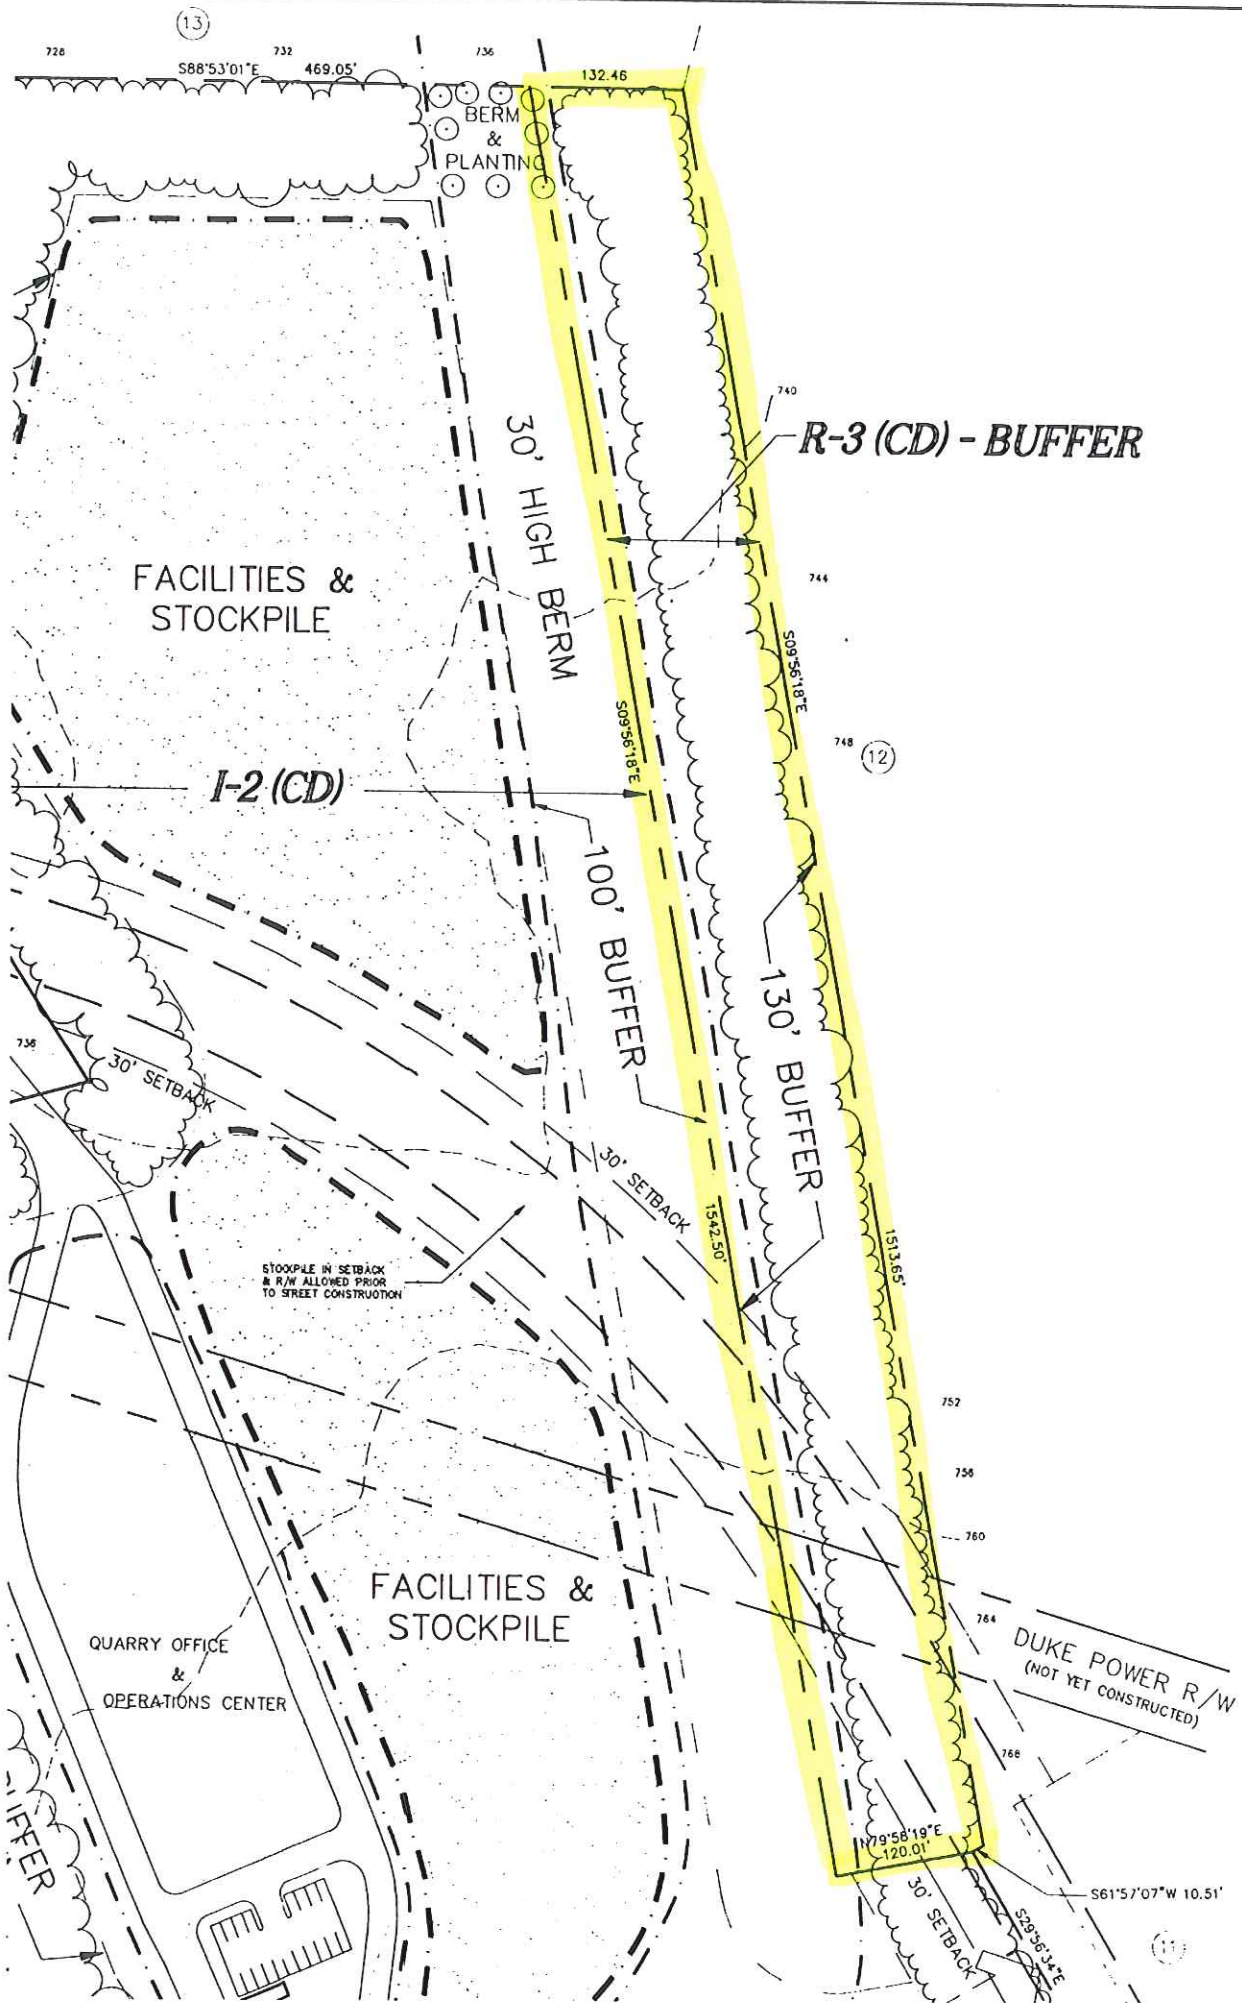 13
728
732
736
S88°53'01"E 469.05'
132.46
BERM
&
PLANTING
740
R-3 (CD) - BUFFER
30' HIGH BERM
FACILITIES &
STOCKPILE
744
S09°56'18"E
S09°56'18"E
748
12
I-2 (CD)
100' BUFFER
130' BUFFER
736
30' SETBACK
30' SETBACK
1542.50'
1513.65'
STOCKPILE IN SETBACK
& R/W ALLOWED PRIOR
TO STREET CONSTRUCTION
752
756
760
FACILITIES &
STOCKPILE
764
DUKE POWER R/W
(NOT YET CONSTRUCTED)
QUARRY OFFICE
&
OPERATIONS CENTER
768
N79°58'19"E
120.01'
S61°57'07"W 10.51'
30' SETBACK
S29°56'34"E
11